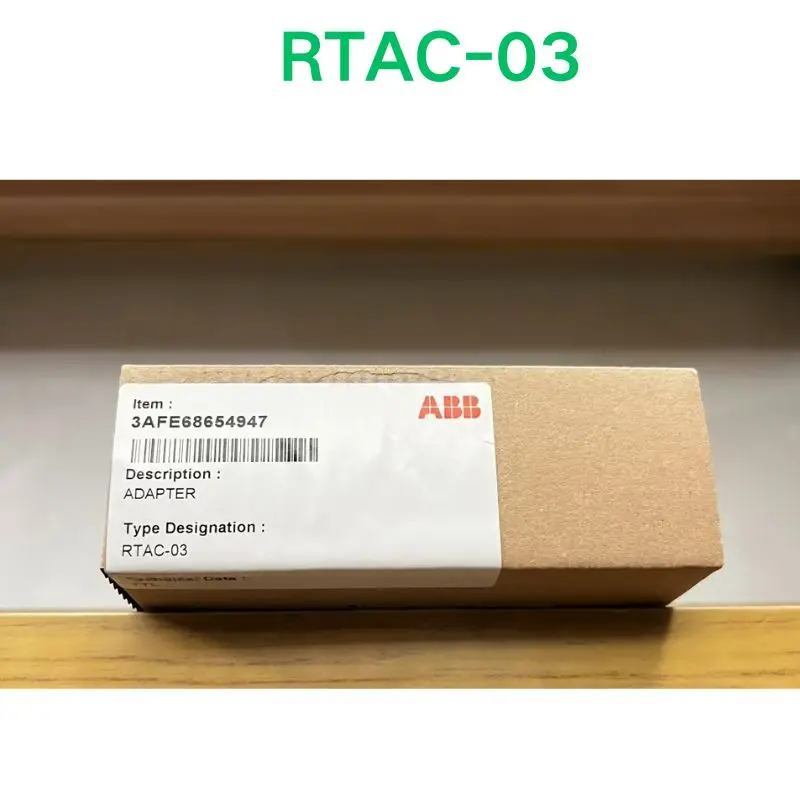 RTAC-03
Item :
ABB
3AFE68654947
Description :
ADAPTER
Type Designation :
RTAC-03